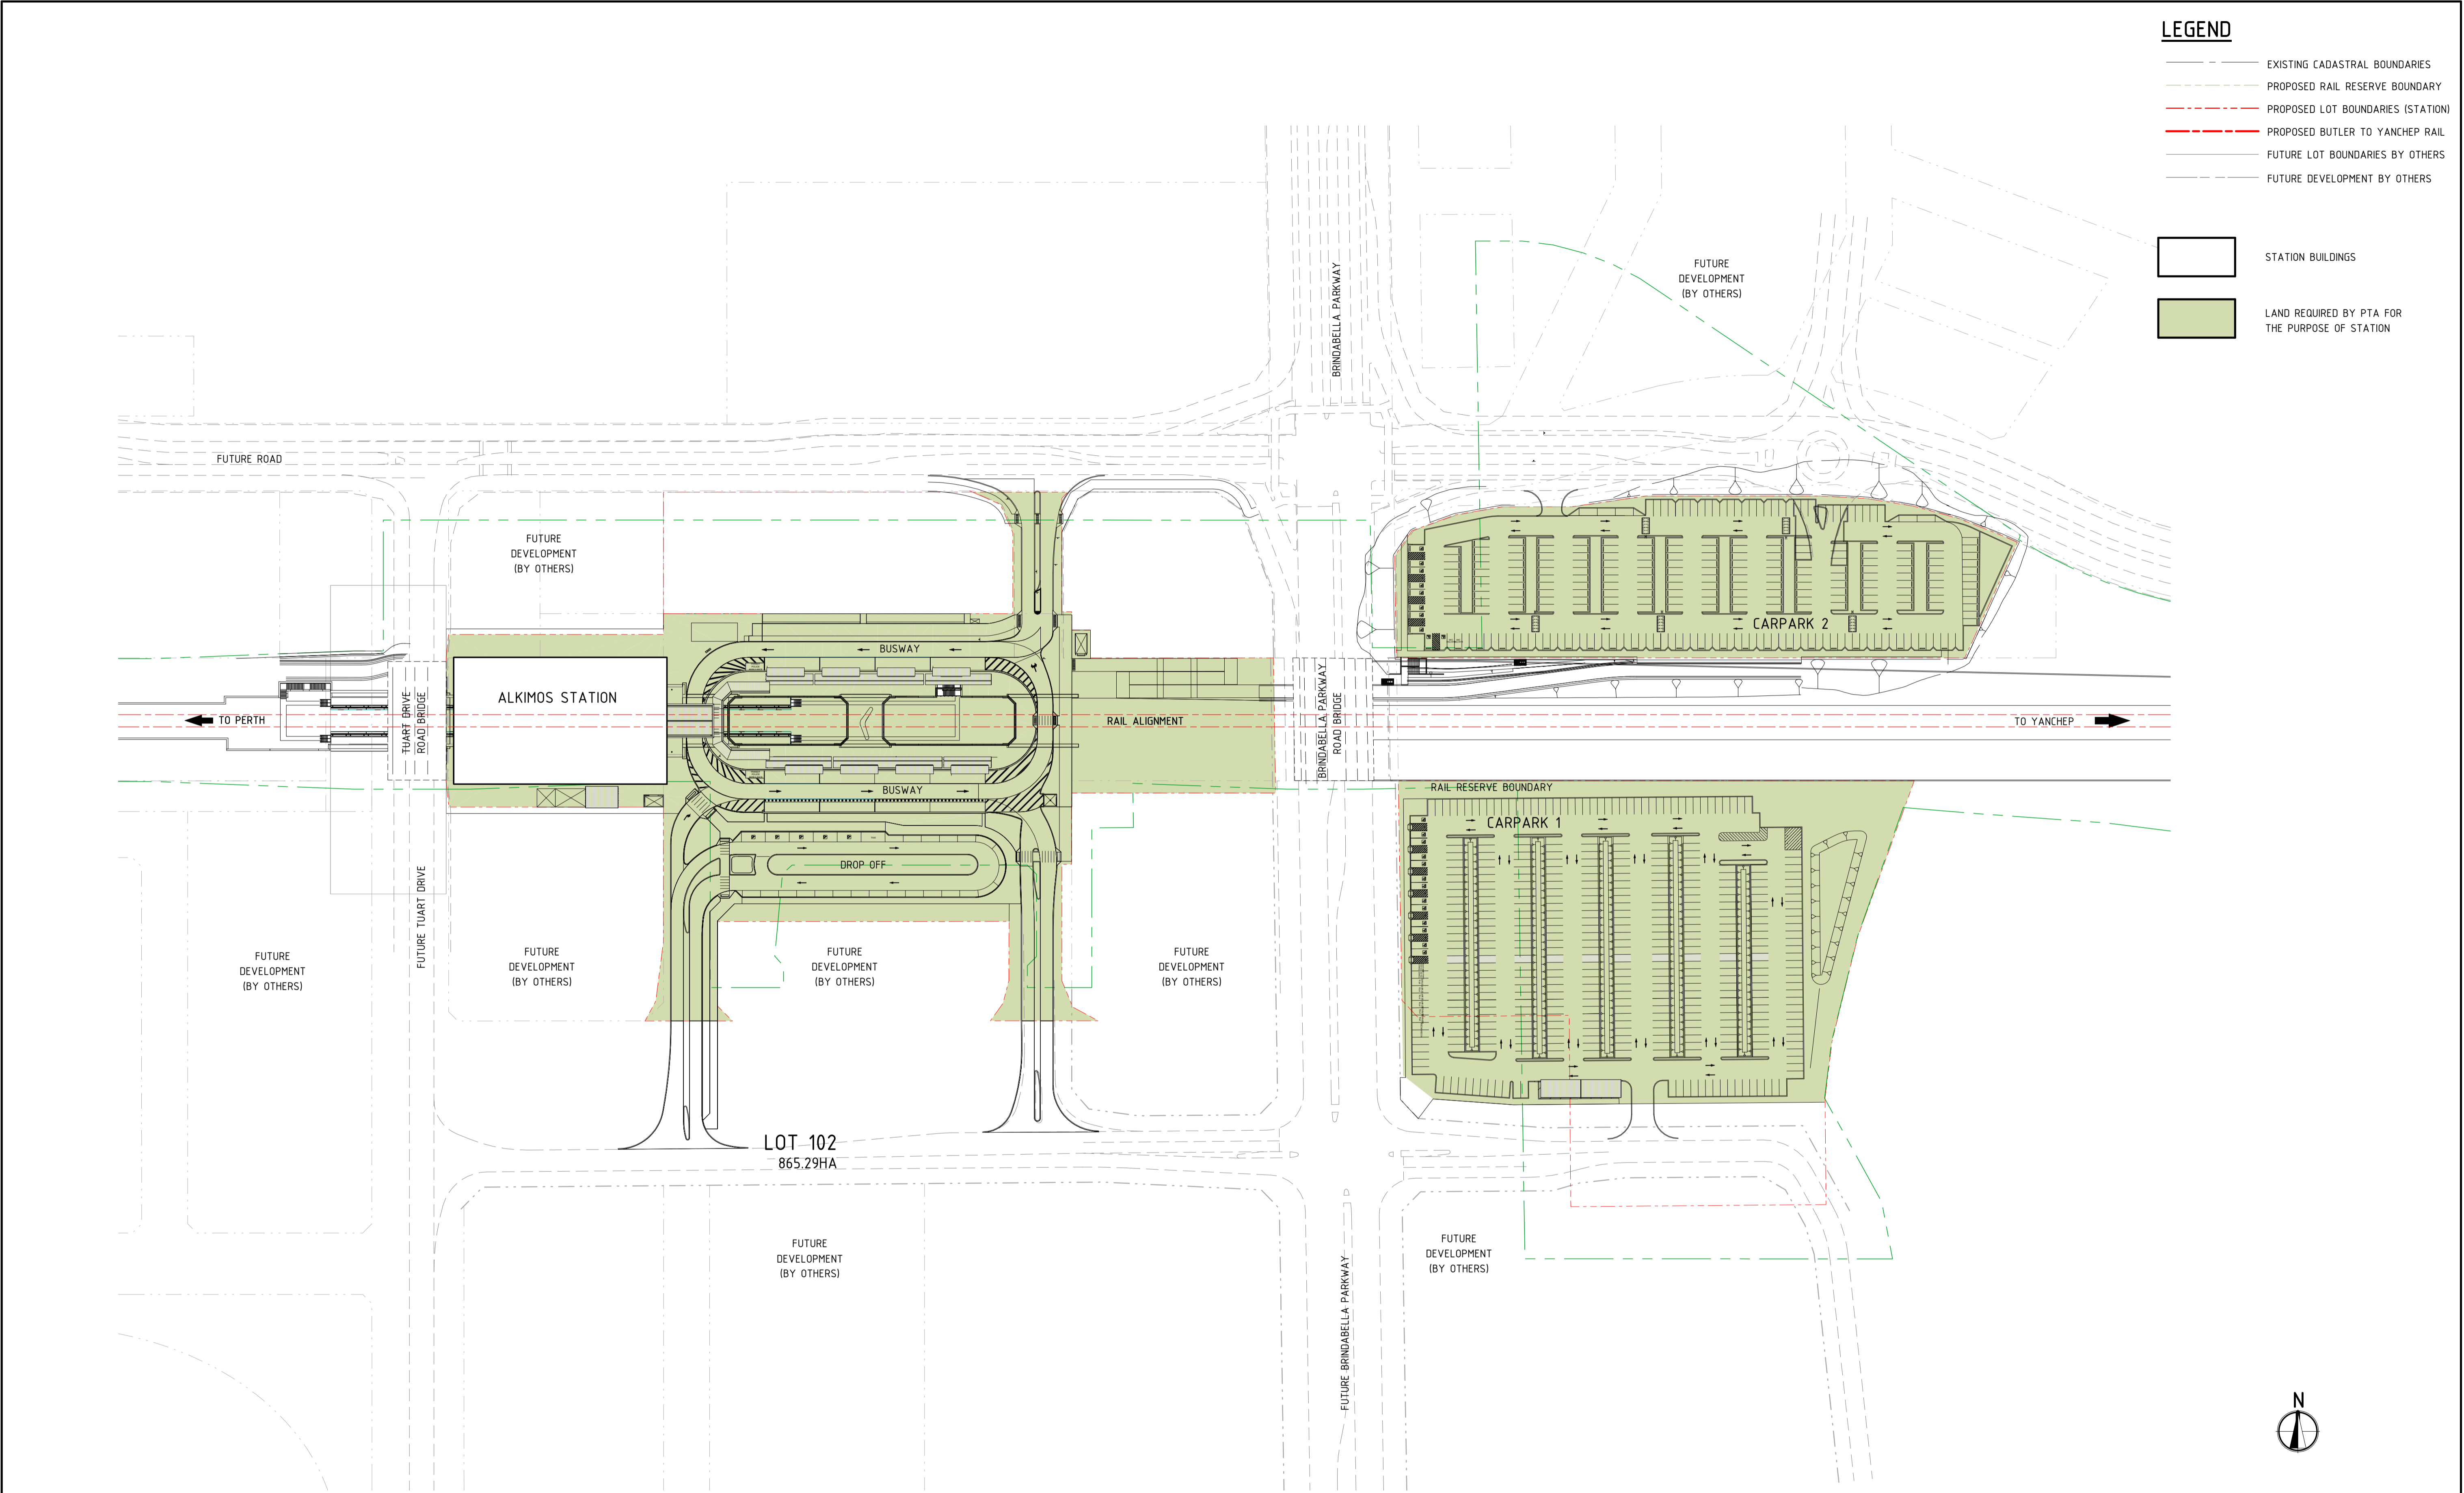 LEGEND
EXISTING CADASTRAL BOUNDARIES
PROPOSED RAIL RESERVE BOUNDARY
PROPOSED LOT BOUNDARIES (STATION)
PROPOSED BUTLER TO YANCHEP RAIL
FUTURE LOT BOUNDARIES BY OTHERS
FUTURE DEVELOPMENT BY OTHERS
STATION BUILDINGS
LAND REQUIRED BY PTA FOR
THE PURPOSE OF STATION
BRINDABELLA PARKWAY
FUTURE
DEVELOPMENT
(BY OTHERS)
FUTURE ROAD
FUTURE
DEVELOPMENT
(BY OTHERS)
CARPARK 2
BUSWAY
ALKIMOS STATION
TO PERTH
TUART DRIVE
ROAD BRIDGE
RAIL ALIGNMENT
BRINDABELLA PARKWAY
ROAD BRIDGE
TO YANCHEP
BUSWAY
RAIL RESERVE BOUNDARY
CARPARK 1
DROP OFF
FUTURE TUART DRIVE
FUTURE
DEVELOPMENT
(BY OTHERS)
FUTURE
DEVELOPMENT
(BY OTHERS)
FUTURE
DEVELOPMENT
(BY OTHERS)
FUTURE
DEVELOPMENT
(BY OTHERS)
LOT 102
865.29HA
FUTURE
DEVELOPMENT
(BY OTHERS)
FUTURE BRINDABELLA PARKWAY
FUTURE
DEVELOPMENT
(BY OTHERS)
N